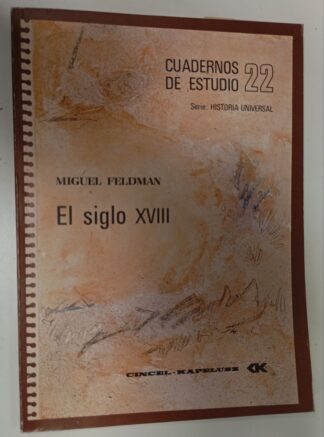 CUADERNOS
DE ESTUDIO 22
Serie: HISTORIA UNIVERSAL
MIGUEL FELDMAN
El siglo XVIII
CINCEL-KAPELUSZ CK